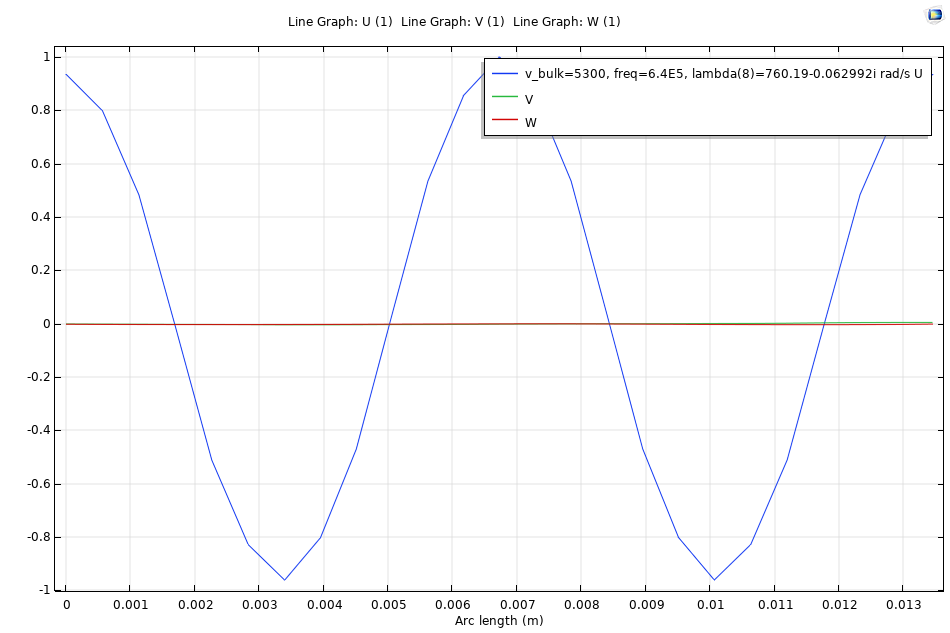 Line Graph: U (1)  Line Graph: V (1)  Line Graph: W (1)
v_bulk=5300, freq=6.4E5, lambda(8)=760.19-0.062992i rad/s U
V
W
1
0.8
0.6
0.4
0.2
0
-0.2
-0.4
-0.6
-0.8
-1
0 0.001 0.002 0.003 0.004 0.005 0.006 0.007 0.008 0.009 0.01 0.011 0.012 0.013
Arc length (m)